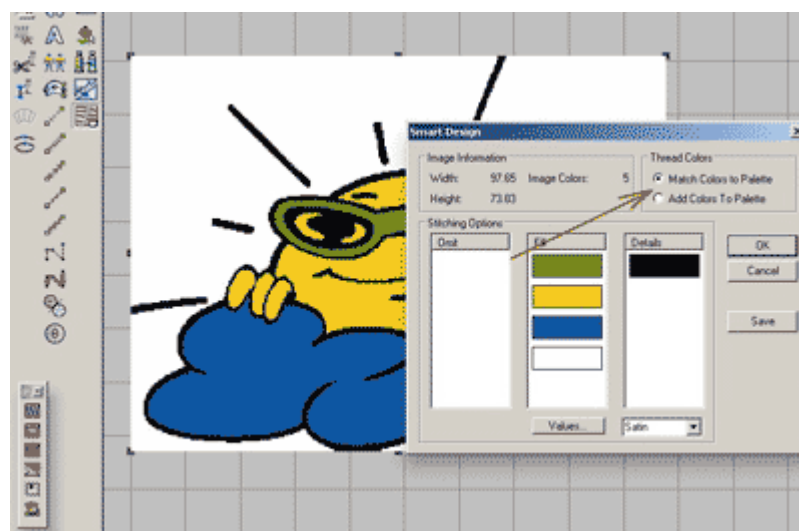 Smart Design
Image Information
Width: 97.65 Image Colors: 5
Height: 73.03
Thread Colors
Match Colors to Palette
Add Colors To Palette
Stitching Options
Omit Fill Details
OK
Cancel
Save
Values... Satin